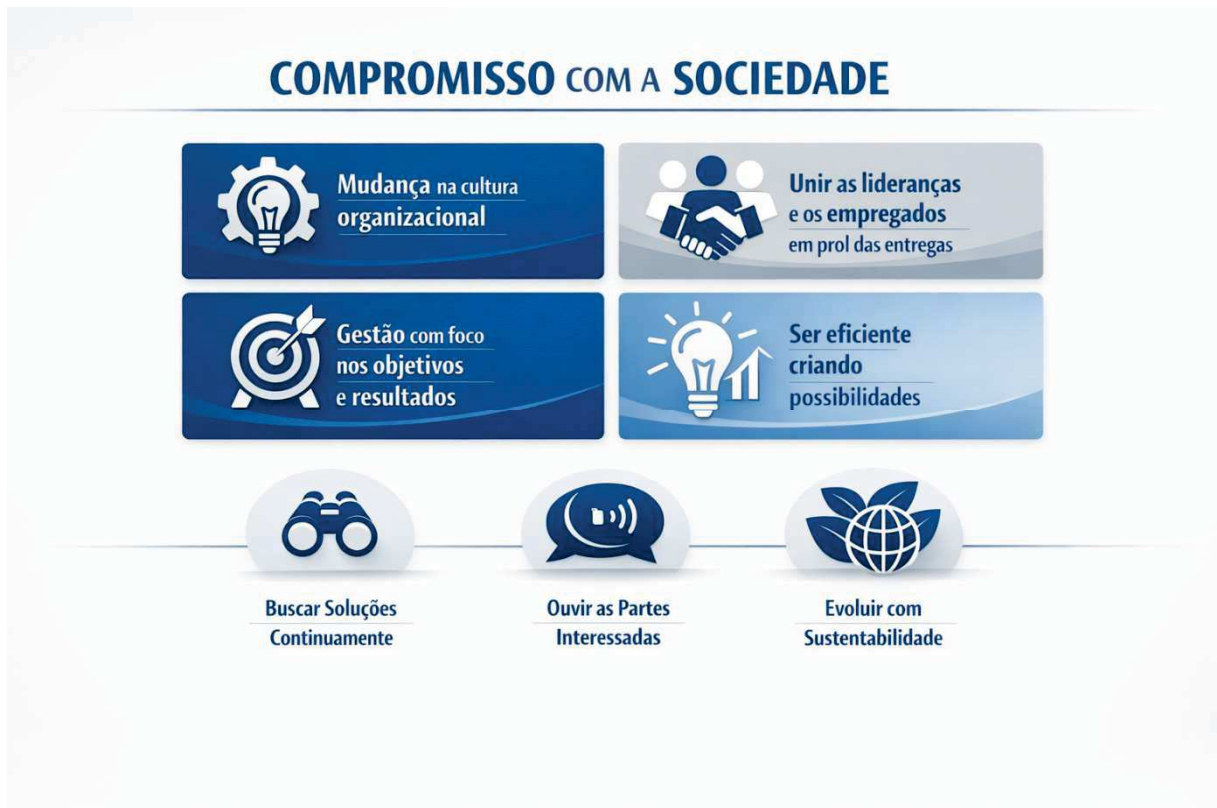 COMPROMISSO COM A SOCIEDADE
Mudança na cultura
organizacional
Unir as lideranças
e os empregados
em prol das entregas
Gestão com foco
nos objetivos
e resultados
Ser eficiente
criando
possibilidades
Buscar Soluções
Continuamente
Ouvir as Partes
Interessadas
Evoluir com
Sustentabilidade